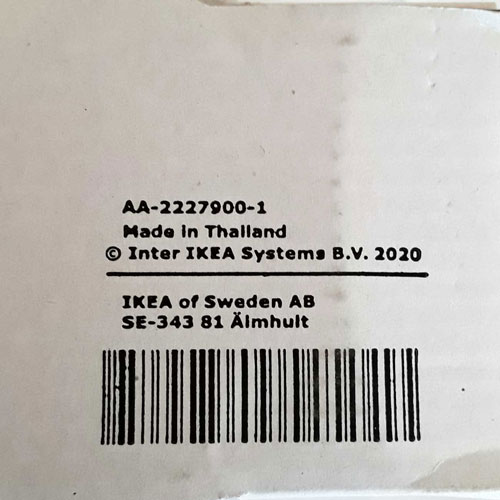 AA-2227900-1
Made in Thailand
© Inter IKEA Systems B.V. 2020
IKEA of Sweden AB
SE-343 81 Älmhult